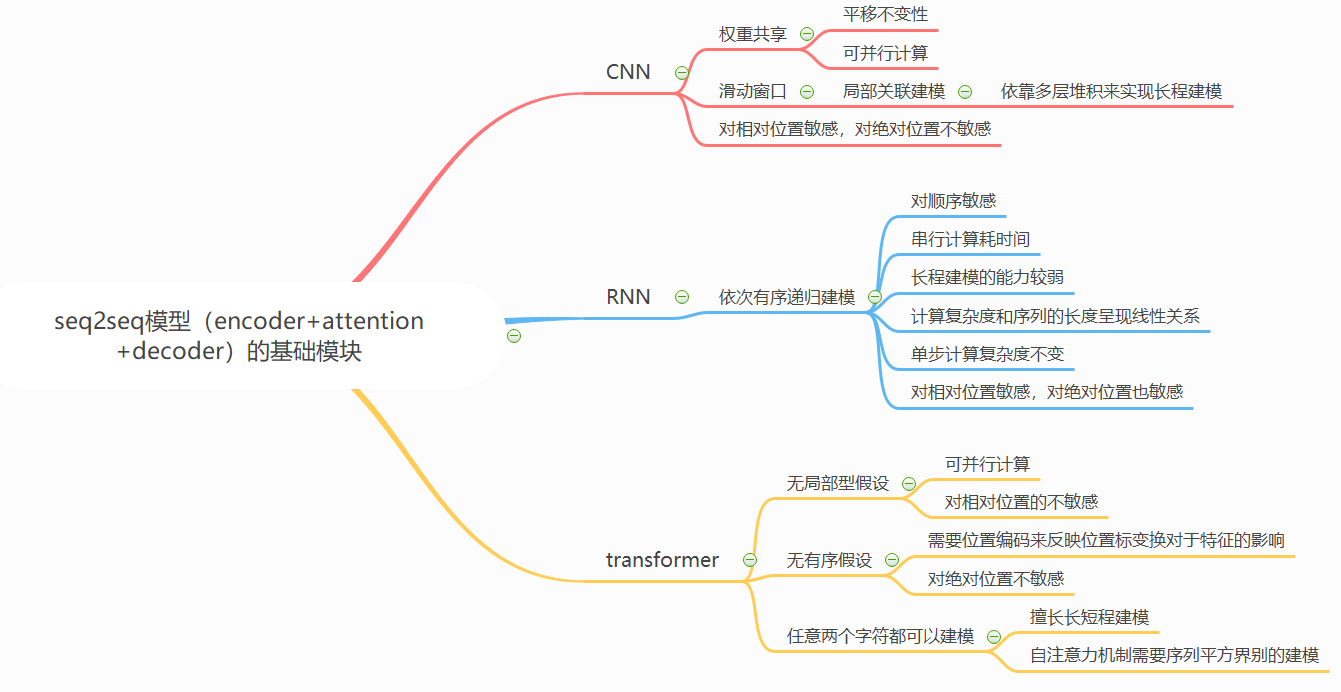 seq2seq模型（encoder+attention
+decoder）的基础模块
CNN
权重共享
平移不变性
可并行计算
滑动窗口
局部关联建模
依靠多层堆积来实现长程建模
对相对位置敏感，对绝对位置不敏感
RNN
依次有序递归建模
对顺序敏感
串行计算耗时间
长程建模的能力较弱
计算复杂度和序列的长度呈现线性关系
单步计算复杂度不变
对相对位置敏感，对绝对位置也敏感
transformer
无局部型假设
可并行计算
对相对位置的不敏感
无有序假设
需要位置编码来反映位置标变换对于特征的影响
对绝对位置不敏感
任意两个字符都可以建模
擅长长短程建模
自注意力机制需要序列平方界别的建模